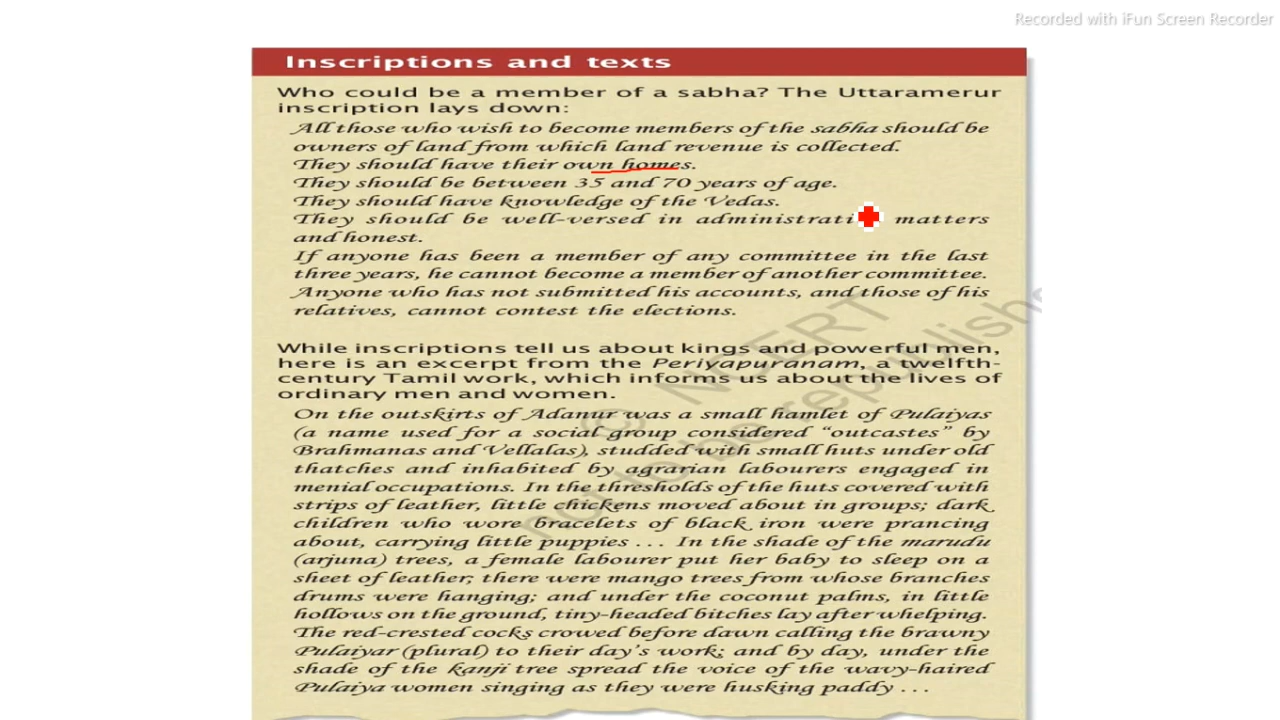 Recorded with iFun Screen Recorder
Inscriptions and texts
Who could be a member of a sabha? The Uttaramerur
inscription lays down:
All those who wish to become members of the sabha should be
owners of land from which land revenue is collected.
They should have their own homes.
They should be between 35 and 70 years of age.
They should have knowledge of the Vedas.
They should be well-versed in administrati matters
and honest.
If anyone has been a member of any committee in the last
three years, he cannot become a member of another committee.
Anyone who has not submitted his accounts, and those of his
relatives, cannot contest the elections.
While inscriptions tell us about kings and powerful men,
here is an excerpt from the Periyapuranam, a twelfth-
century Tamil work, which informs us about the lives of
ordinary men and women.
On the outskirts of Adanur was a small hamlet of Pulaiyas
(a name used for a social group considered “outcastes” by
Brahmanas and Vellalas), studded with small huts under old
thatches and inhabited by agrarian labourers engaged in
menial occupations. In the thresholds of the huts covered with
strips of leather, little chickens moved about in groups; dark
children who wore bracelets of black iron were prancing
about, carrying little puppies ... In the shade of the marudu
(arjuna) trees, a female labourer put her baby to sleep on a
sheet of leather; there were mango trees from whose branches
drums were hanging; and under the coconut palms, in little
hollows on the ground, tiny-headed bitches lay after whelping.
The red-crested cocks crowed before dawn calling the brawny
Pulaiyar (plural) to their day’s work; and by day, under the
shade of the kanji tree spread the voice of the wavy-haired
Pulaiya women singing as they were husking paddy ...
© NCERT
not to be republish